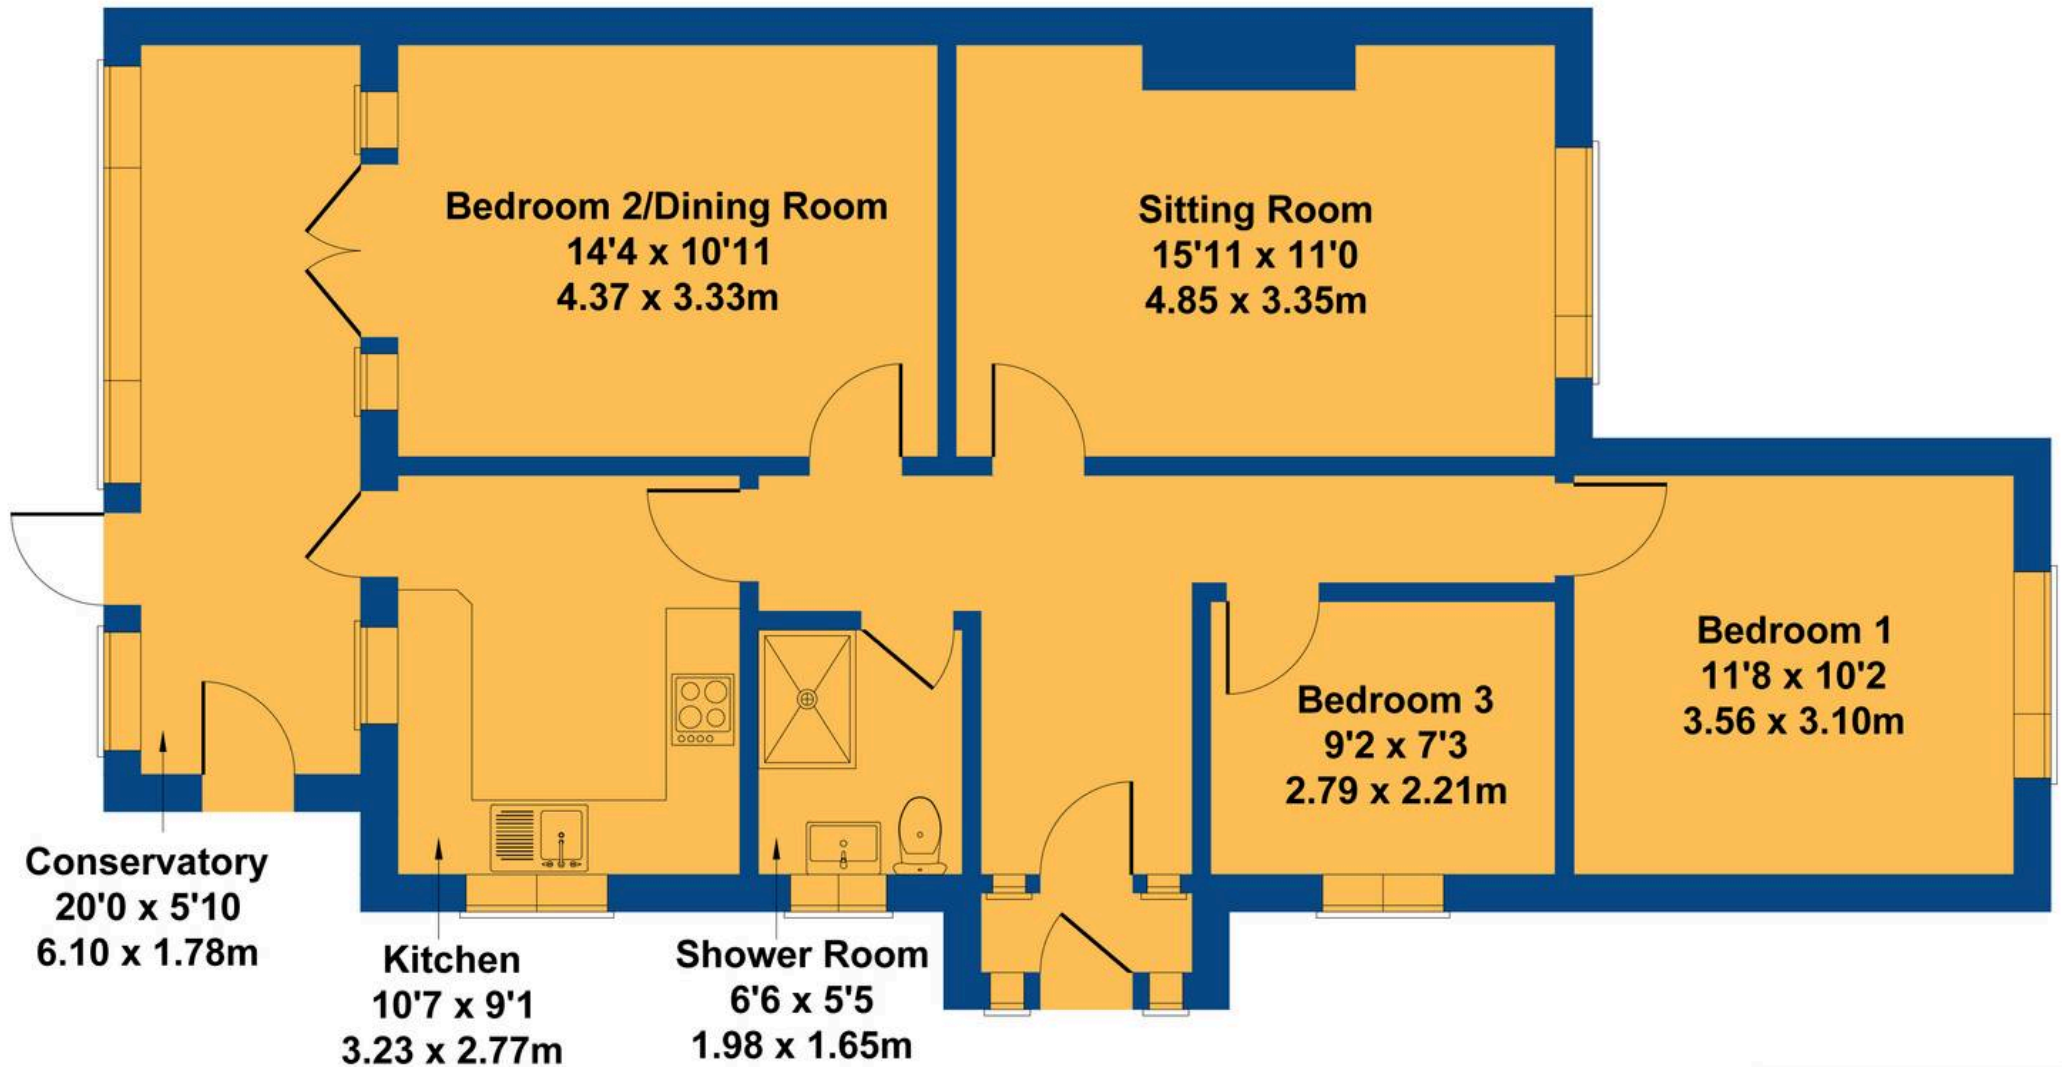 Bedroom 2/Dining Room
14'4 x 10'11
4.37 x 3.33m
Sitting Room
15'11 x 11'0
4.85 x 3.35m
Bedroom 1
11'8 x 10'2
3.56 x 3.10m
Bedroom 3
9'2 x 7'3
2.79 x 2.21m
Conservatory
20'0 x 5'10
6.10 x 1.78m
Kitchen
10'7 x 9'1
3.23 x 2.77m
Shower Room
6'6 x 5'5
1.98 x 1.65m